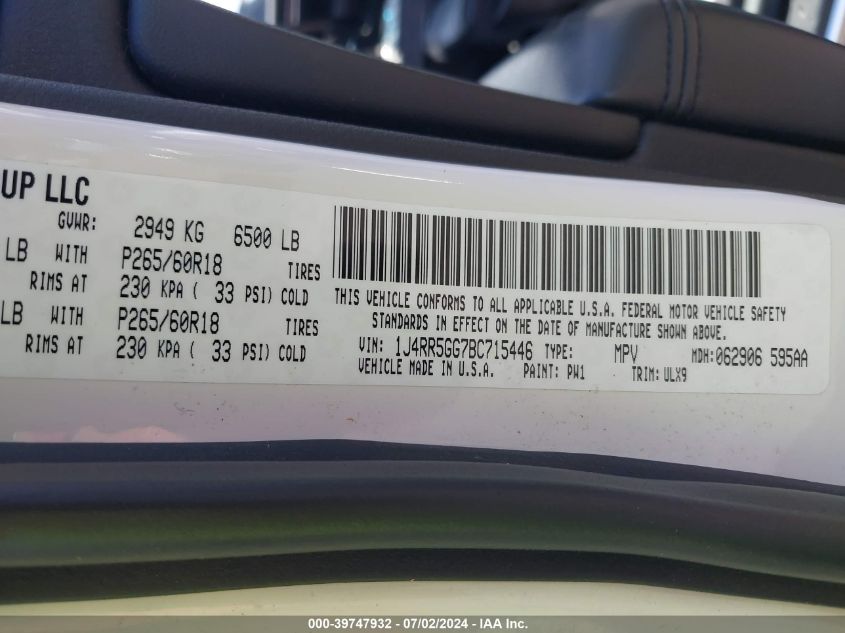 UP LLC
GVWR: 2949 KG 6500 LB
LB WITH P265/60R18 TIRES
RIMS AT 230 KPA ( 33 PSI) COLD
LB WITH P265/60R18 TIRES
RIMS AT 230 KPA ( 33 PSI) COLD
THIS VEHICLE CONFORMS TO ALL APPLICABLE U.S.A. FEDERAL MOTOR VEHICLE SAFETY
STANDARDS IN EFFECT ON THE DATE OF MANUFACTURE SHOWN ABOVE.
VIN: 1J4RR5GG7BC715446 TYPE: MPV MDH:062906 595AA
VEHICLE MADE IN U.S.A. PAINT: PW1 TRIM:ULX9
000-39747932 - 07/02/2024 - IAA Inc.